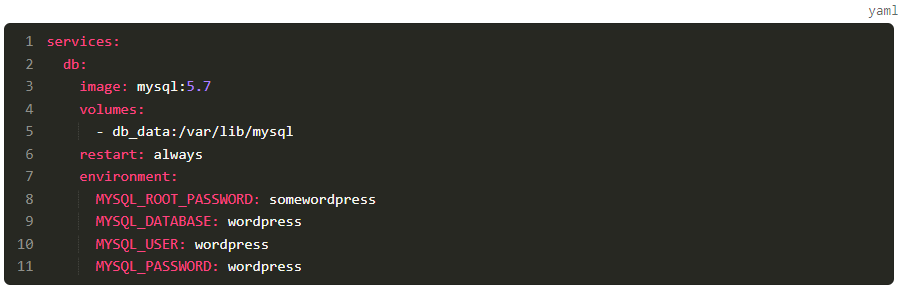 yaml
1 services:
2   db:
3     image: mysql:5.7
4     volumes:
5       - db_data:/var/lib/mysql
6     restart: always
7     environment:
8       MYSQL_ROOT_PASSWORD: somewordpress
9       MYSQL_DATABASE: wordpress
10       MYSQL_USER: wordpress
11       MYSQL_PASSWORD: wordpress